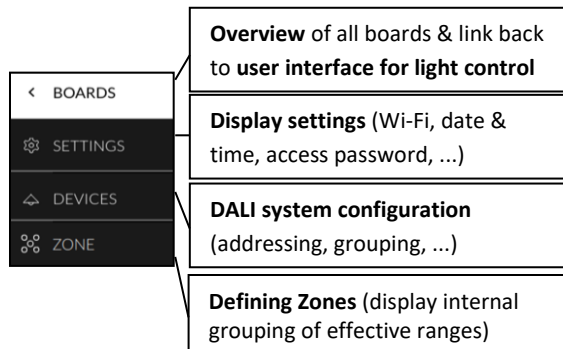 Overview of all boards & link back
to user interface for light control
< BOARDS
Display settings (Wi-Fi, date &
time, access password, ...)
SETTINGS
DEVICES
DALI system configuration
(addressing, grouping, ...)
ZONE
Defining Zones (display internal
grouping of effective ranges)